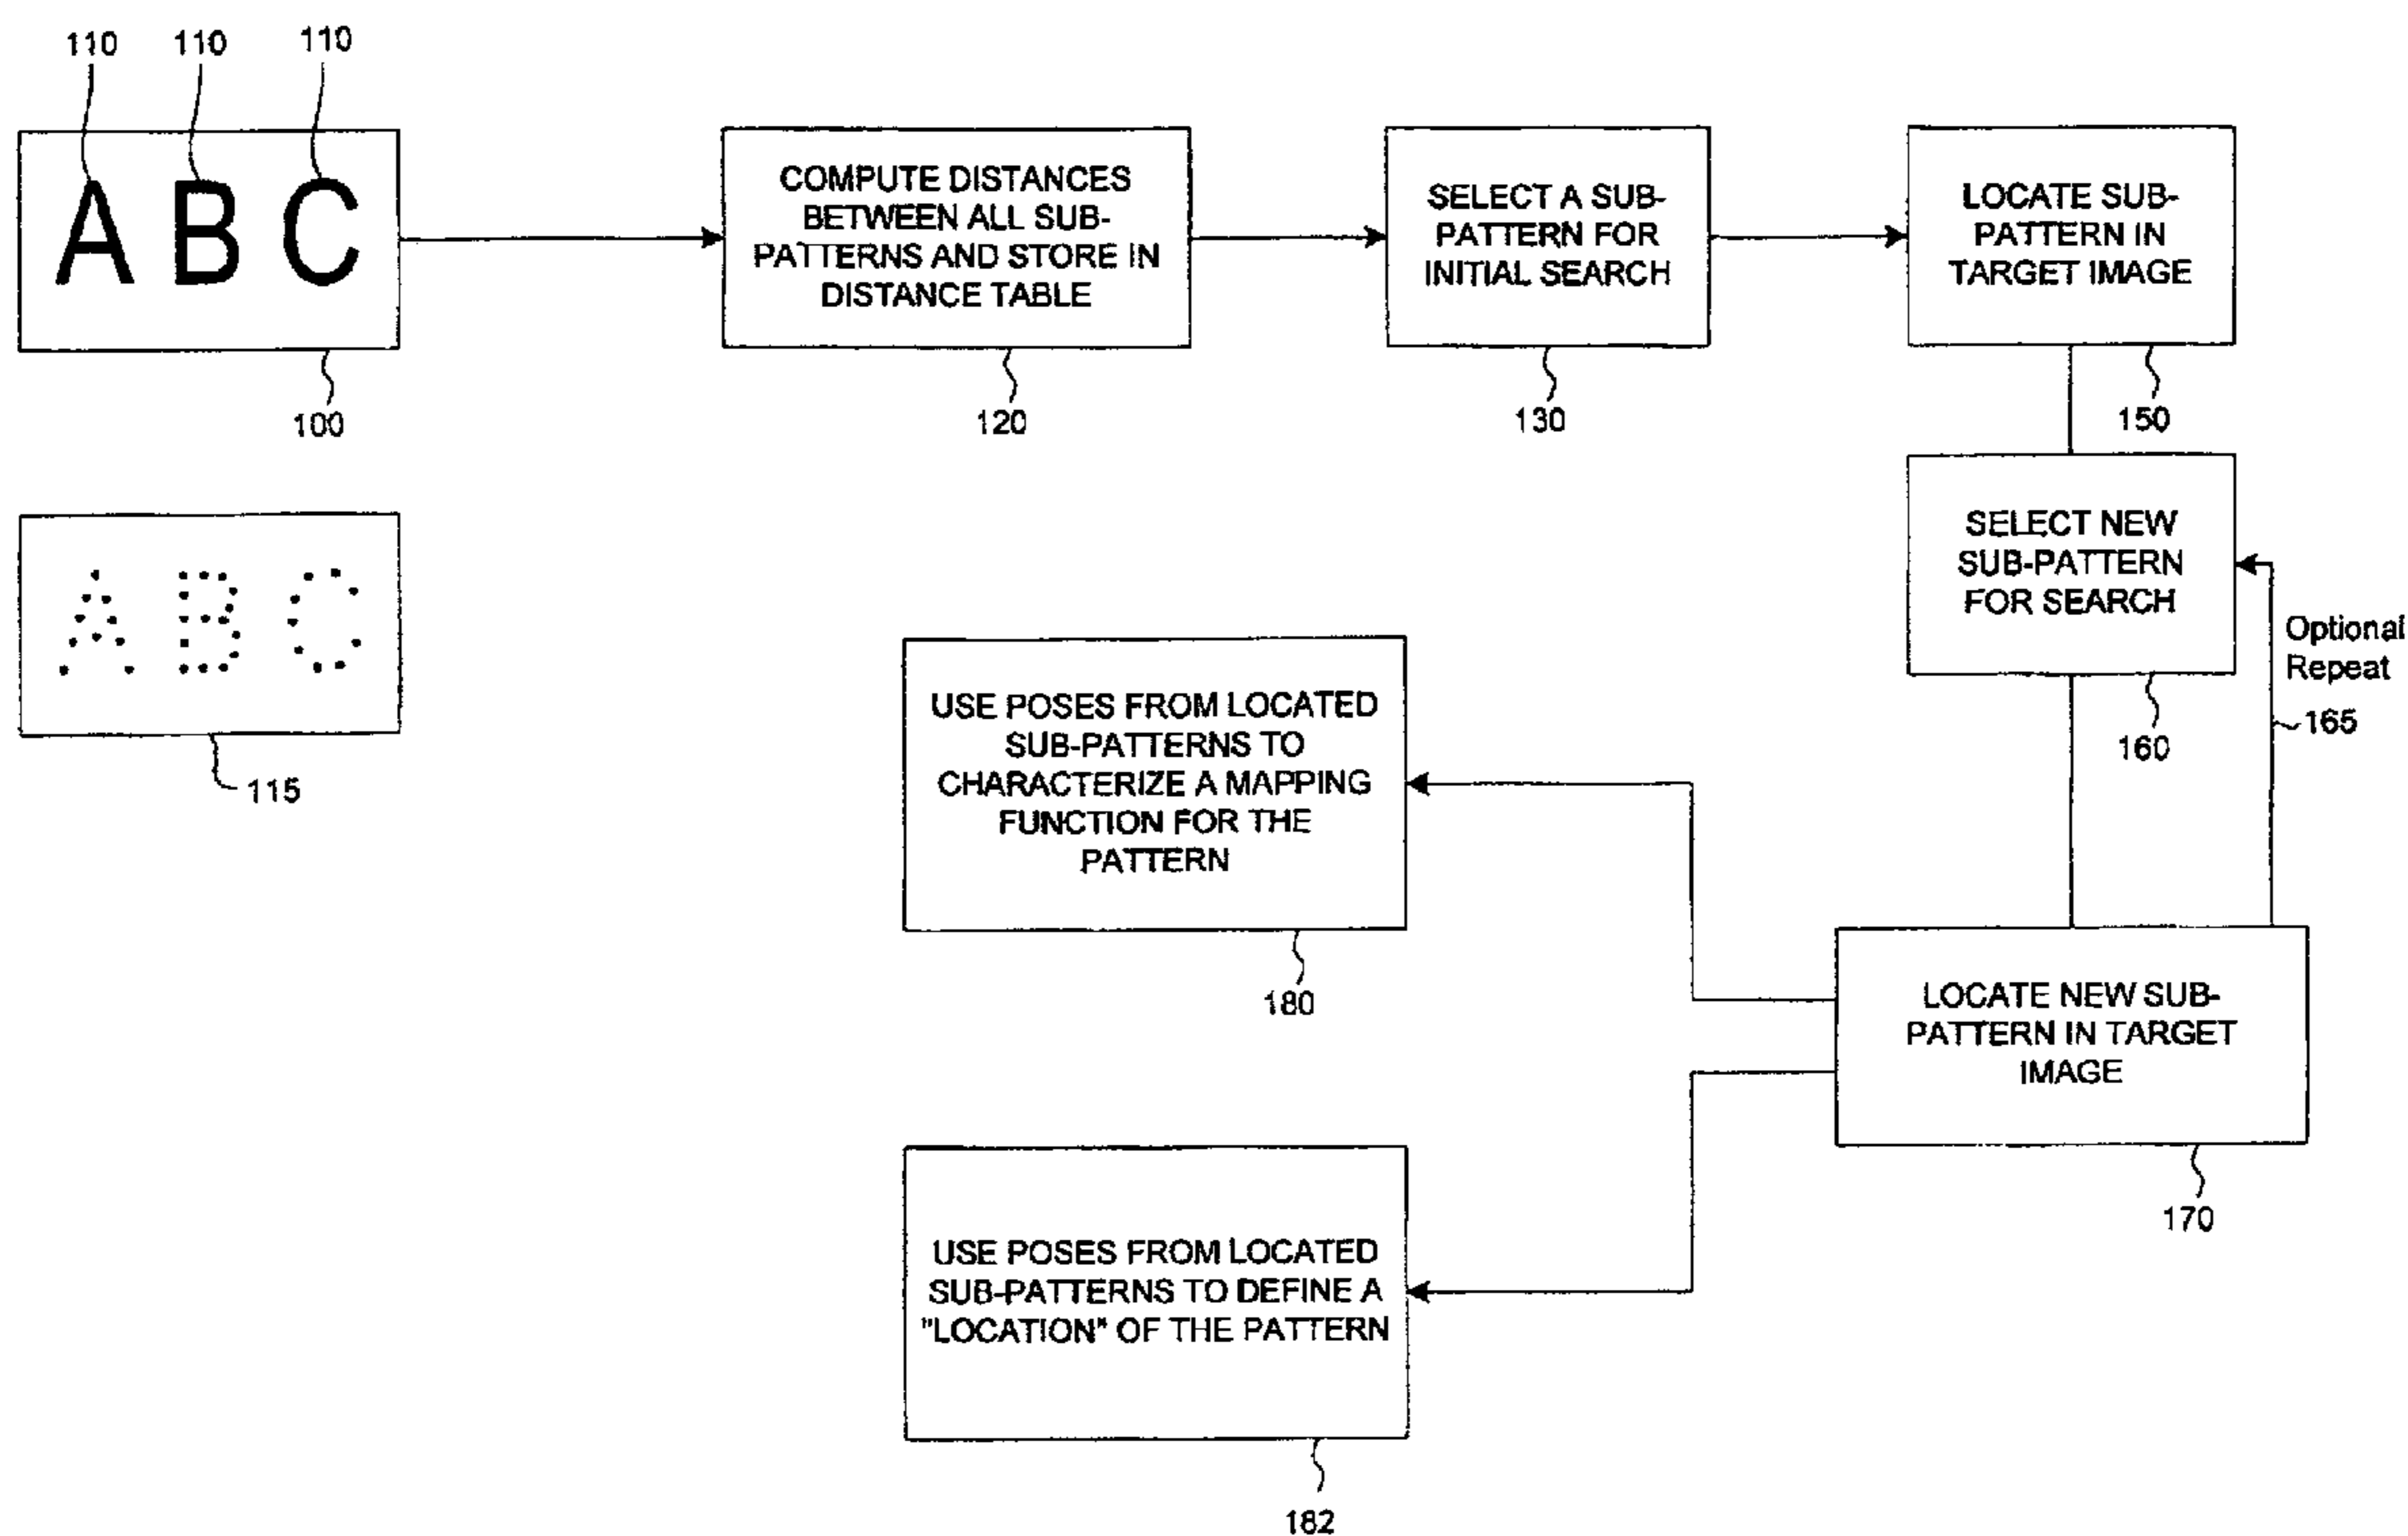 110 110 110
A B C
100
COMPUTE DISTANCES
BETWEEN ALL SUB-
PATTERNS AND STORE IN
DISTANCE TABLE
120
SELECT A SUB-
PATTERN FOR
INITIAL SEARCH
130
LOCATE SUB-
PATTERN IN
TARGET IMAGE
150
A B C
115
SELECT NEW
SUB-PATTERN
FOR SEARCH
160
Optional
Repeat
165
USE POSES FROM LOCATED
SUB-PATTERNS TO
CHARACTERIZE A MAPPING
FUNCTION FOR THE
PATTERN
180
LOCATE NEW SUB-
PATTERN IN TARGET
IMAGE
170
USE POSES FROM LOCATED
SUB-PATTERNS TO DEFINE A
"LOCATION" OF THE PATTERN
182